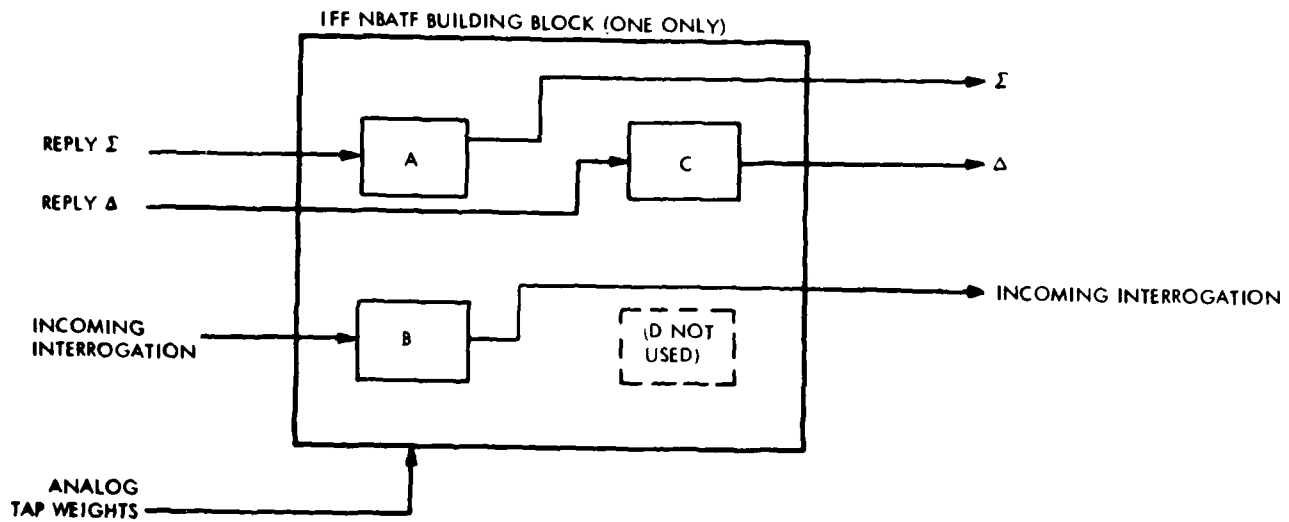 IFF NBATF BUILDING BLOCK (ONE ONLY)
Σ
REPLY Σ
A
C
Δ
REPLY Δ
INCOMING INTERROGATION
INCOMING
INTERROGATION
B
(D NOT
USED)
ANALOG
TAP WEIGHTS